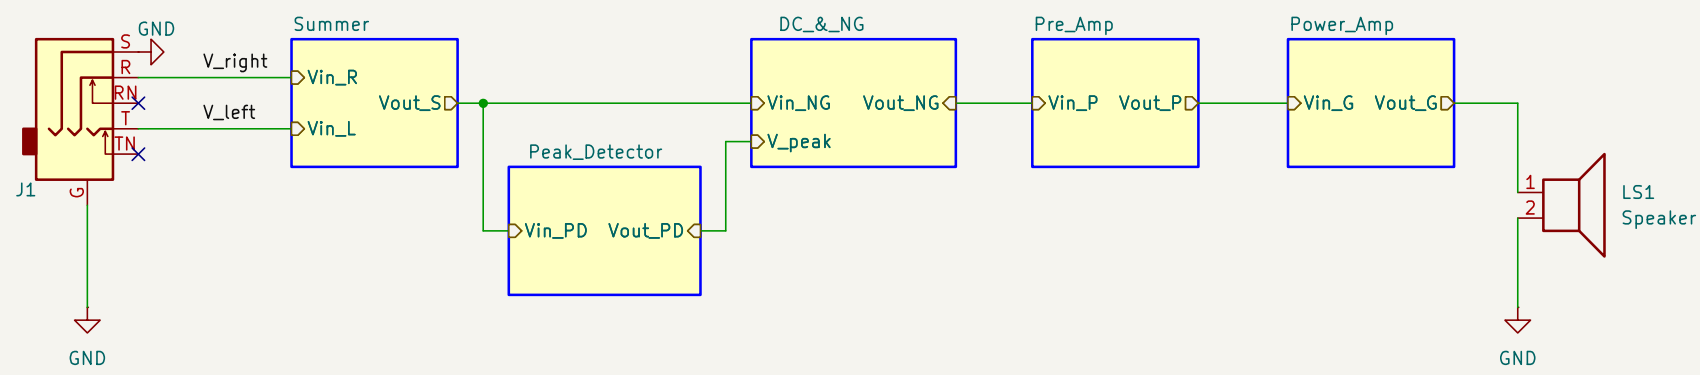 GND
S
R
RN
T
TN
G
J1
GND
V_right
V_left
Summer
Vin_R
Vout_S
Vin_L
Peak_Detector
Vin_PD
Vout_PD
DC_&_NG
Vin_NG
Vout_NG
V_peak
Pre_Amp
Vin_P
Vout_P
Power_Amp
Vin_G
Vout_G
1
2
LS1
Speaker
GND